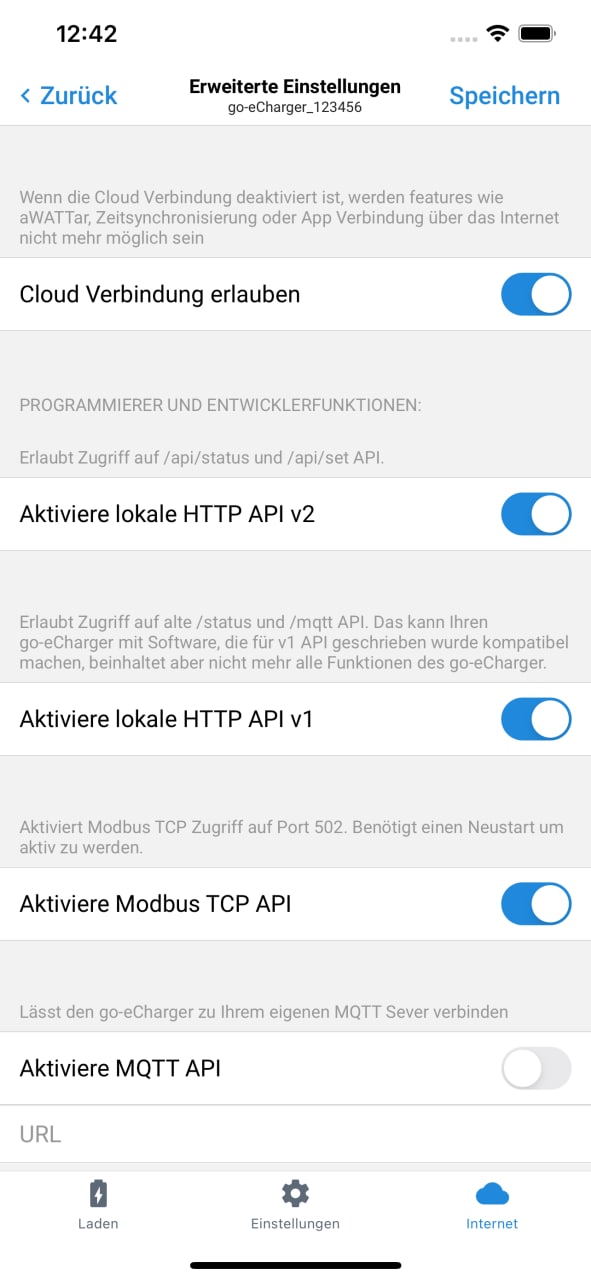 12:42
Zurück
Erweiterte Einstellungen
Speichern
go-eCharger_123456
Wenn die Cloud Verbindung deaktiviert ist, werden features wie
aWATTar, Zeitsynchronisierung oder App Verbindung über das Internet
nicht mehr möglich sein
Cloud Verbindung erlauben
PROGRAMMIERER UND ENTWICKLERFUNKTIONEN:
Erlaubt Zugriff auf /api/status und /api/set API.
Aktiviere lokale HTTP API v2
Erlaubt Zugriff auf alte /status und /mqtt API. Das kann Ihren
go-eCharger mit Software, die für v1 API geschrieben wurde kompatibel
machen, beinhaltet aber nicht mehr alle Funktionen des go-eCharger.
Aktiviere lokale HTTP API v1
Aktiviert Modbus TCP Zugriff auf Port 502. Benötigt einen Neustart um
aktiv zu werden.
Aktiviere Modbus TCP API
Lässt den go-eCharger zu Ihrem eigenen MQTT Sever verbinden
Aktiviere MQTT API
URL
Laden
Einstellungen
Internet